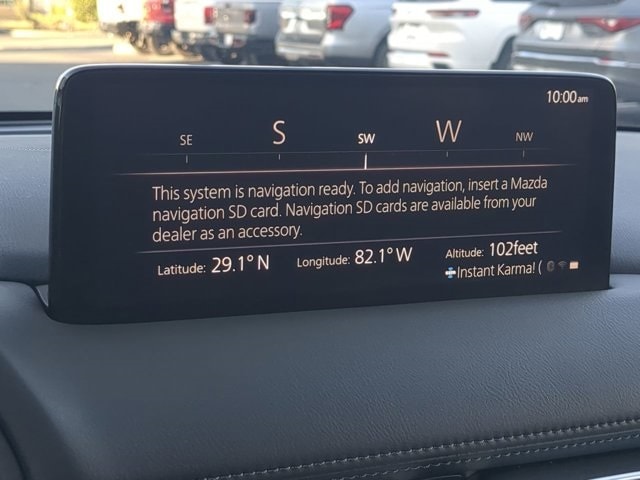 10:00am
SE S SW W NW
This system is navigation ready. To add navigation, insert a Mazda
navigation SD card. Navigation SD cards are available from your
dealer as an accessory.
Latitude: 29.1° N Longitude: 82.1° W Altitude: 102feet
Instant Karma! (